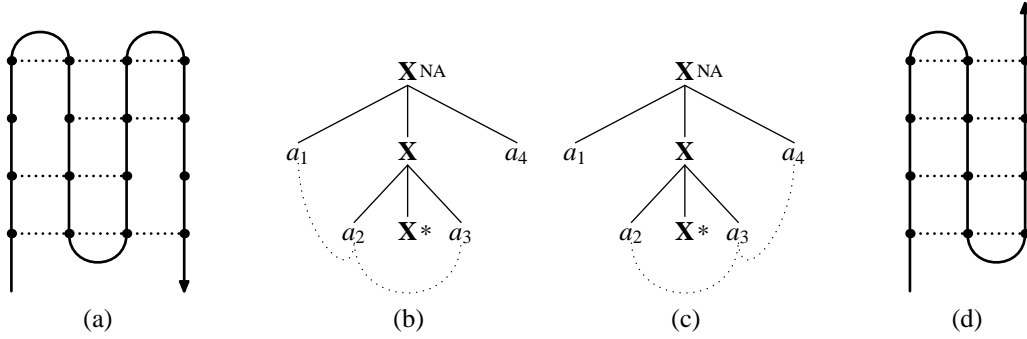 X NA X NA
a1 a4 a1 a4
X X
a2 X* a3 a2 X* a3
(a) (b) (c) (d)